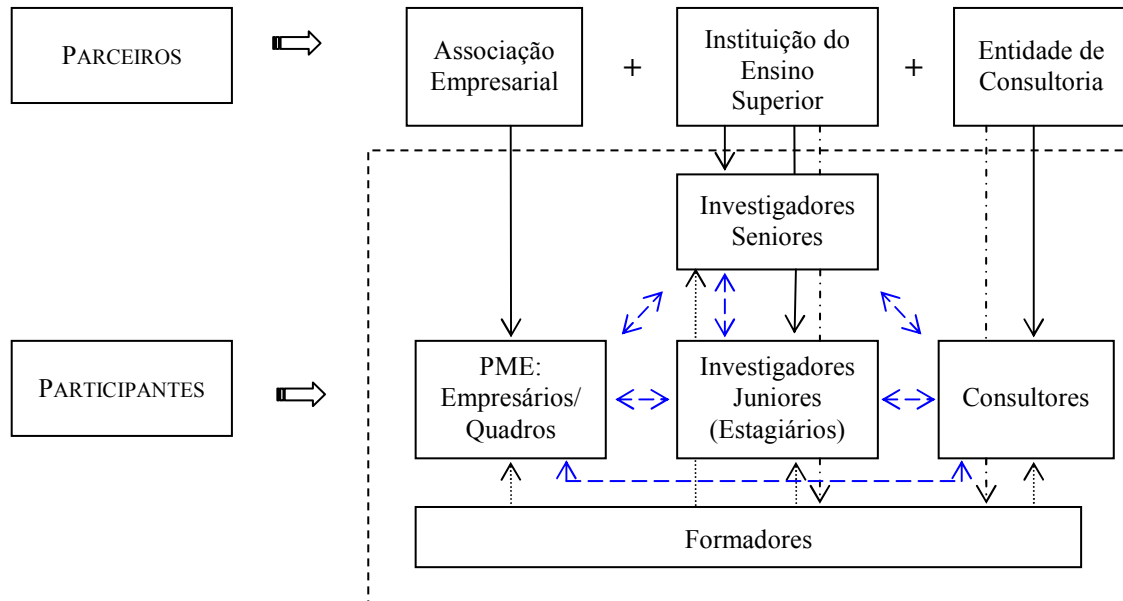 PARCEIROS
Associação
Empresarial
+
Instituição do
Ensino
Superior
+
Entidade de
Consultoria
Investigadores
Seniores
PARTICIPANTES
PME:
Empresários/
Quadros
Investigadores
Juniores
(Estagiários)
Consultores
Formadores